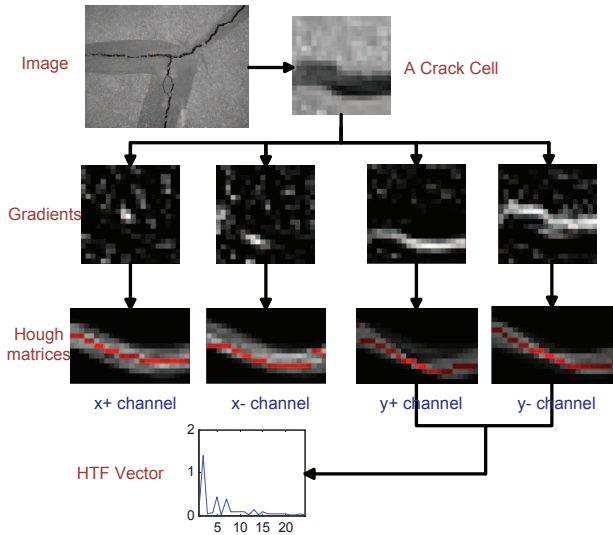 Image
A Crack Cell
Gradients
Hough
matrices
x+ channel
x- channel
y+ channel
y- channel
HTF Vector
2
1
0
5
10
15
20